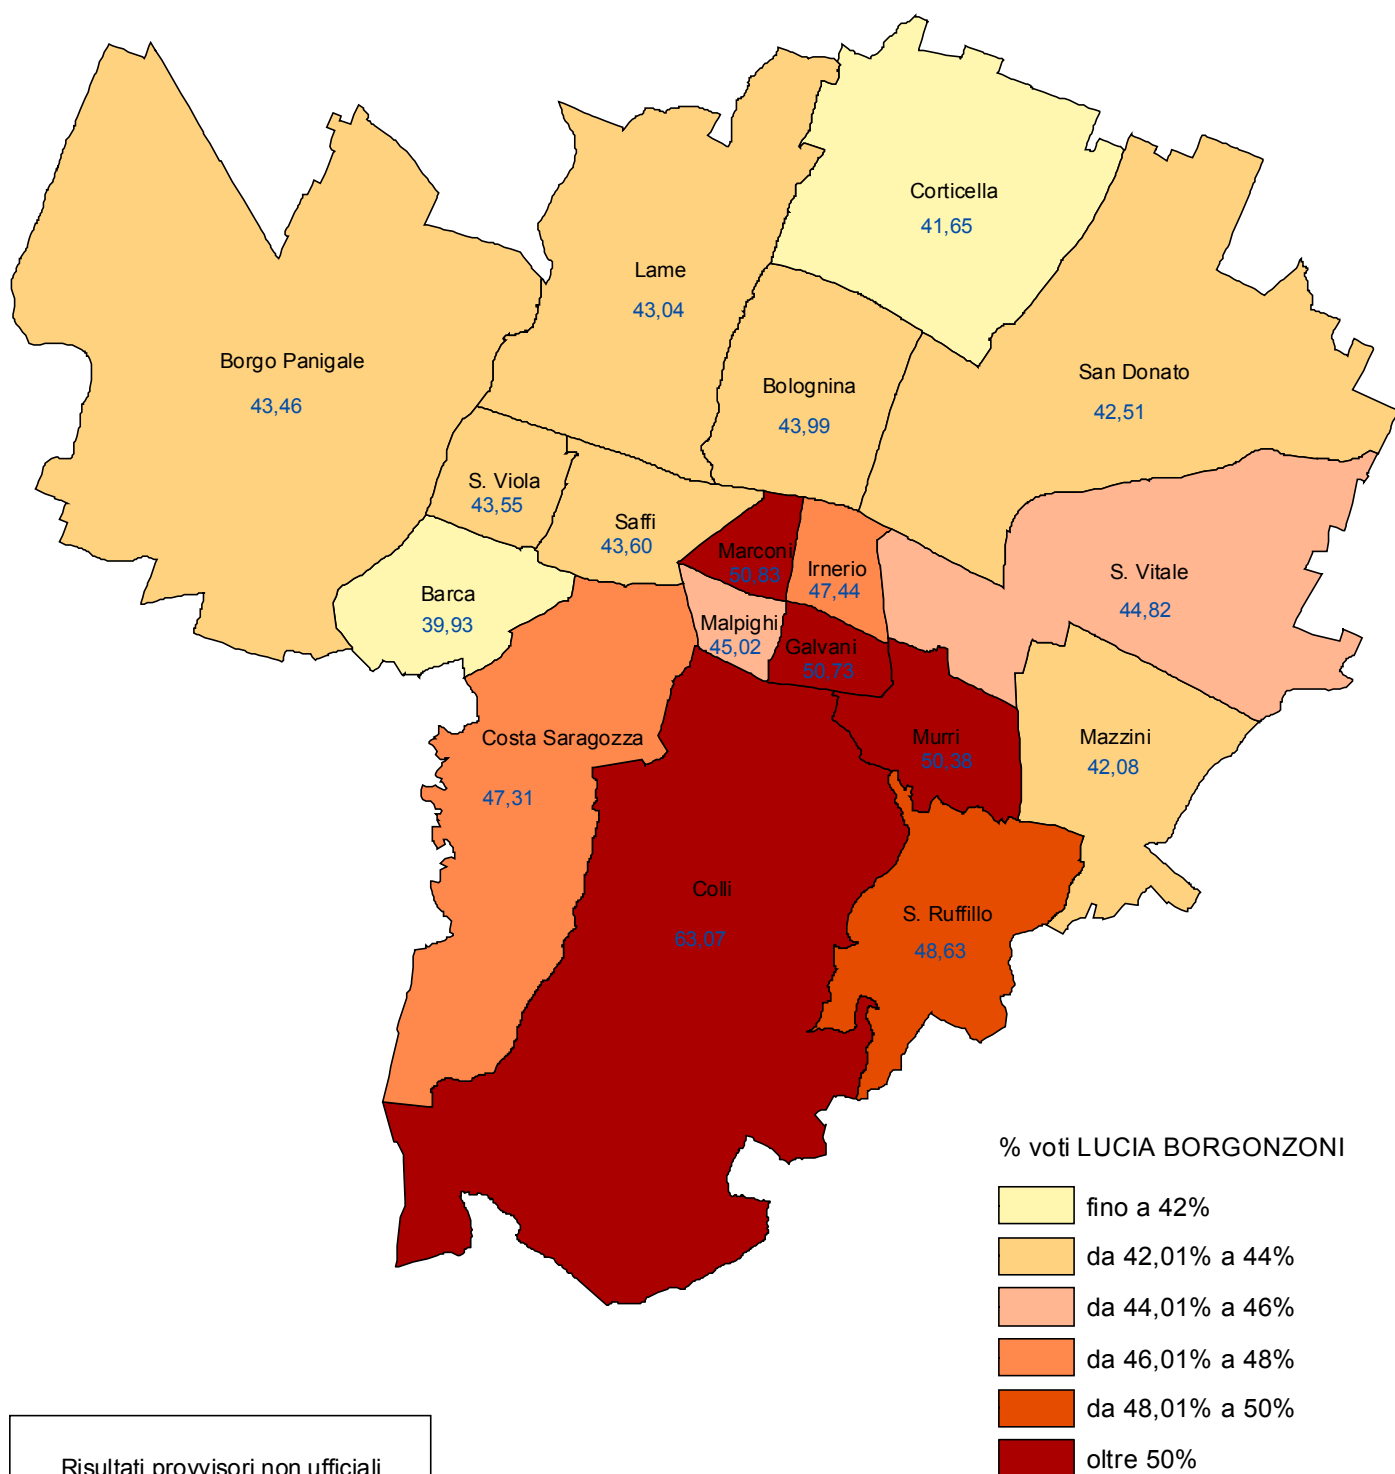 Corticella
41,65
Lame
43,04
Borgo Panigale
43,46
Bolognina
43,99
San Donato
42,51
S. Viola
43,55
Saffi
43,60
Marconi
50,83
Irnerio
47,44
S. Vitale
44,82
Barca
39,93
Malpighi
45,02
Galvani
50,73
Costa Saragozza
47,31
Murri
50,38
Mazzini
42,08
Colli
63,07
S. Ruffillo
48,63
% voti LUCIA BORGONZONI
fino a 42%
da 42,01% a 44%
da 44,01% a 46%
da 46,01% a 48%
da 48,01% a 50%
oltre 50%
Risultati provvisori non ufficiali